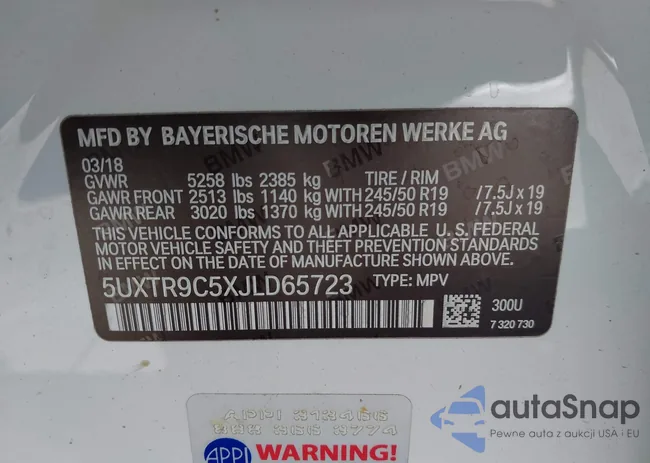 MFD BY BAYERISCHE MOTOREN WERKE AG
03/18
GVWR 5258 lbs 2385 kg TIRE / RIM
GAWR FRONT 2513 lbs 1140 kg WITH 245/50 R19 /7.5J x 19
GAWR REAR 3020 lbs 1370 kg WITH 245/50 R19 /7.5J x 19
THIS VEHICLE CONFORMS TO ALL APPLICABLE U. S. FEDERAL
MOTOR VEHICLE SAFETY AND THEFT PREVENTION STANDARDS
IN EFFECT ON THE DATE OF MANUFACTURE SHOWN ABOVE.
5UXTR9C5XJLD65723 TYPE: MPV
300U
7 320 730
APPI
APPI WARNING!
autoSnap
Pewne auta z aukcji USA i EU